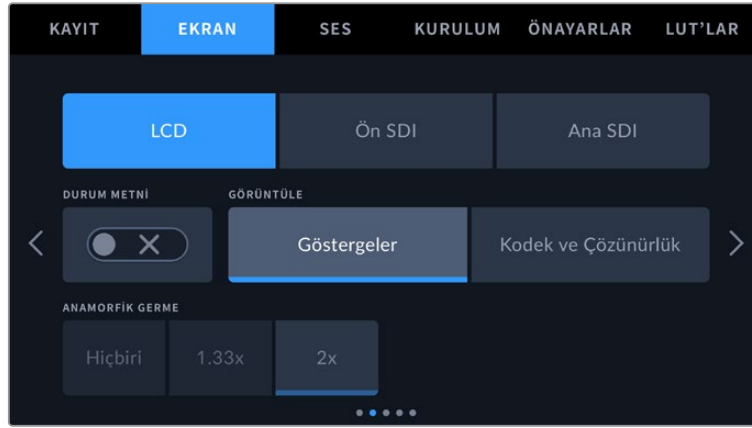 KAYIT EKRAN SES KURULUM ÖNAYARLAR LUT’LAR
LCD Ön SDI Ana SDI
DURUM METNİ GÖRÜNTÜLE
Göstergeler Kodek ve Çözünürlük
ANAMORFİK GERME
Hiçbiri 1.33x 2x